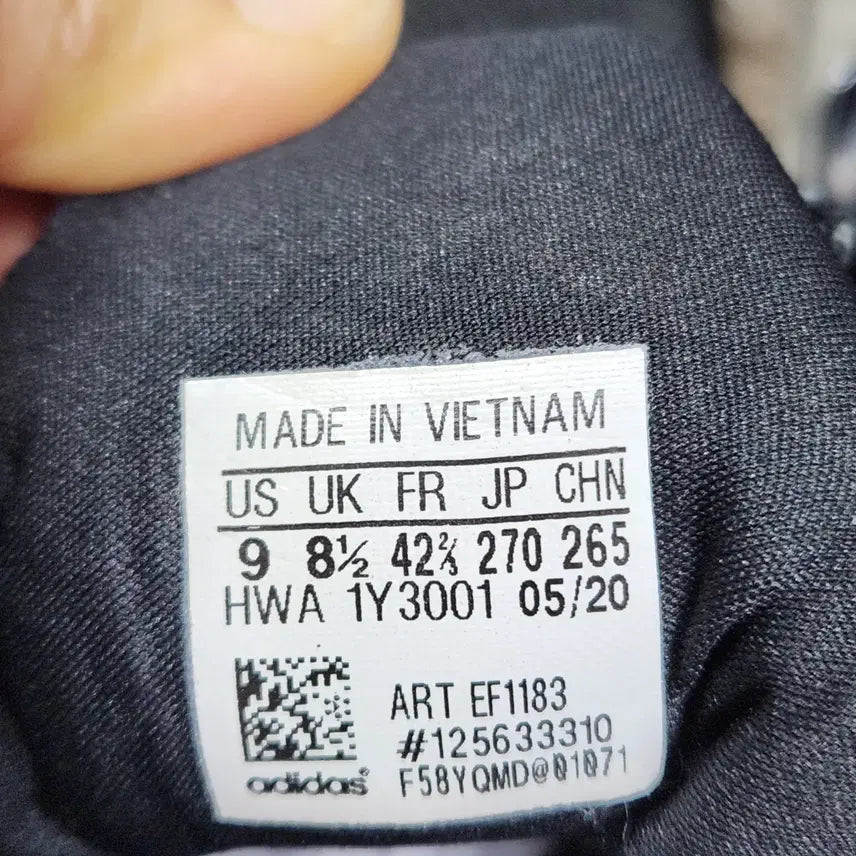 MADE IN VIETNAM
US UK FR JP CHN
9 8½ 42⅔ 270 265
HWA 1Y3001 05/20
ART EF1183
#125633310
F58YQMD@01071
adidas®